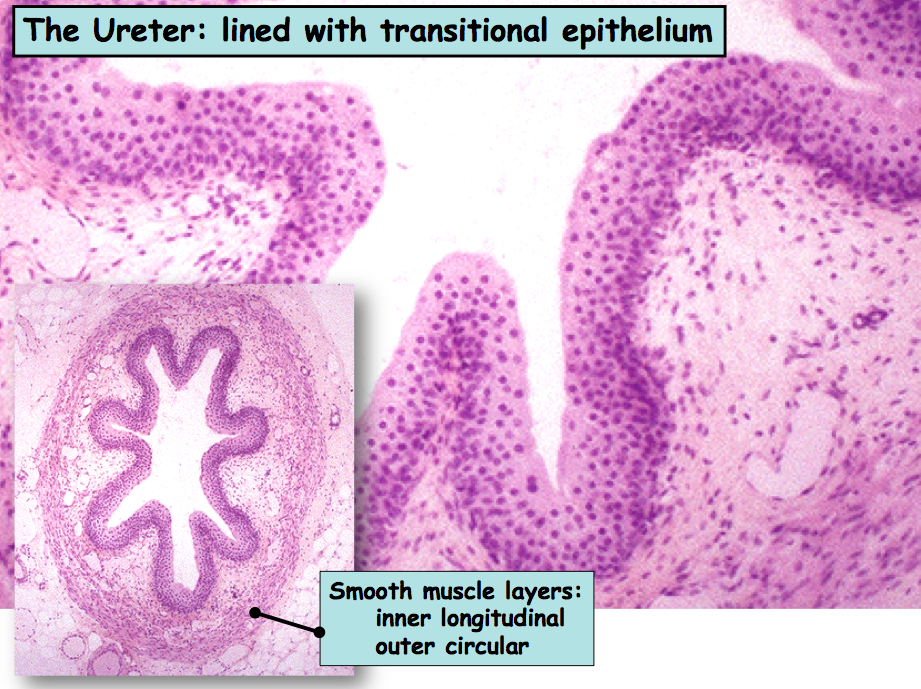 The Ureter: lined with transitional epithelium
Smooth muscle layers:
inner longitudinal
outer circular